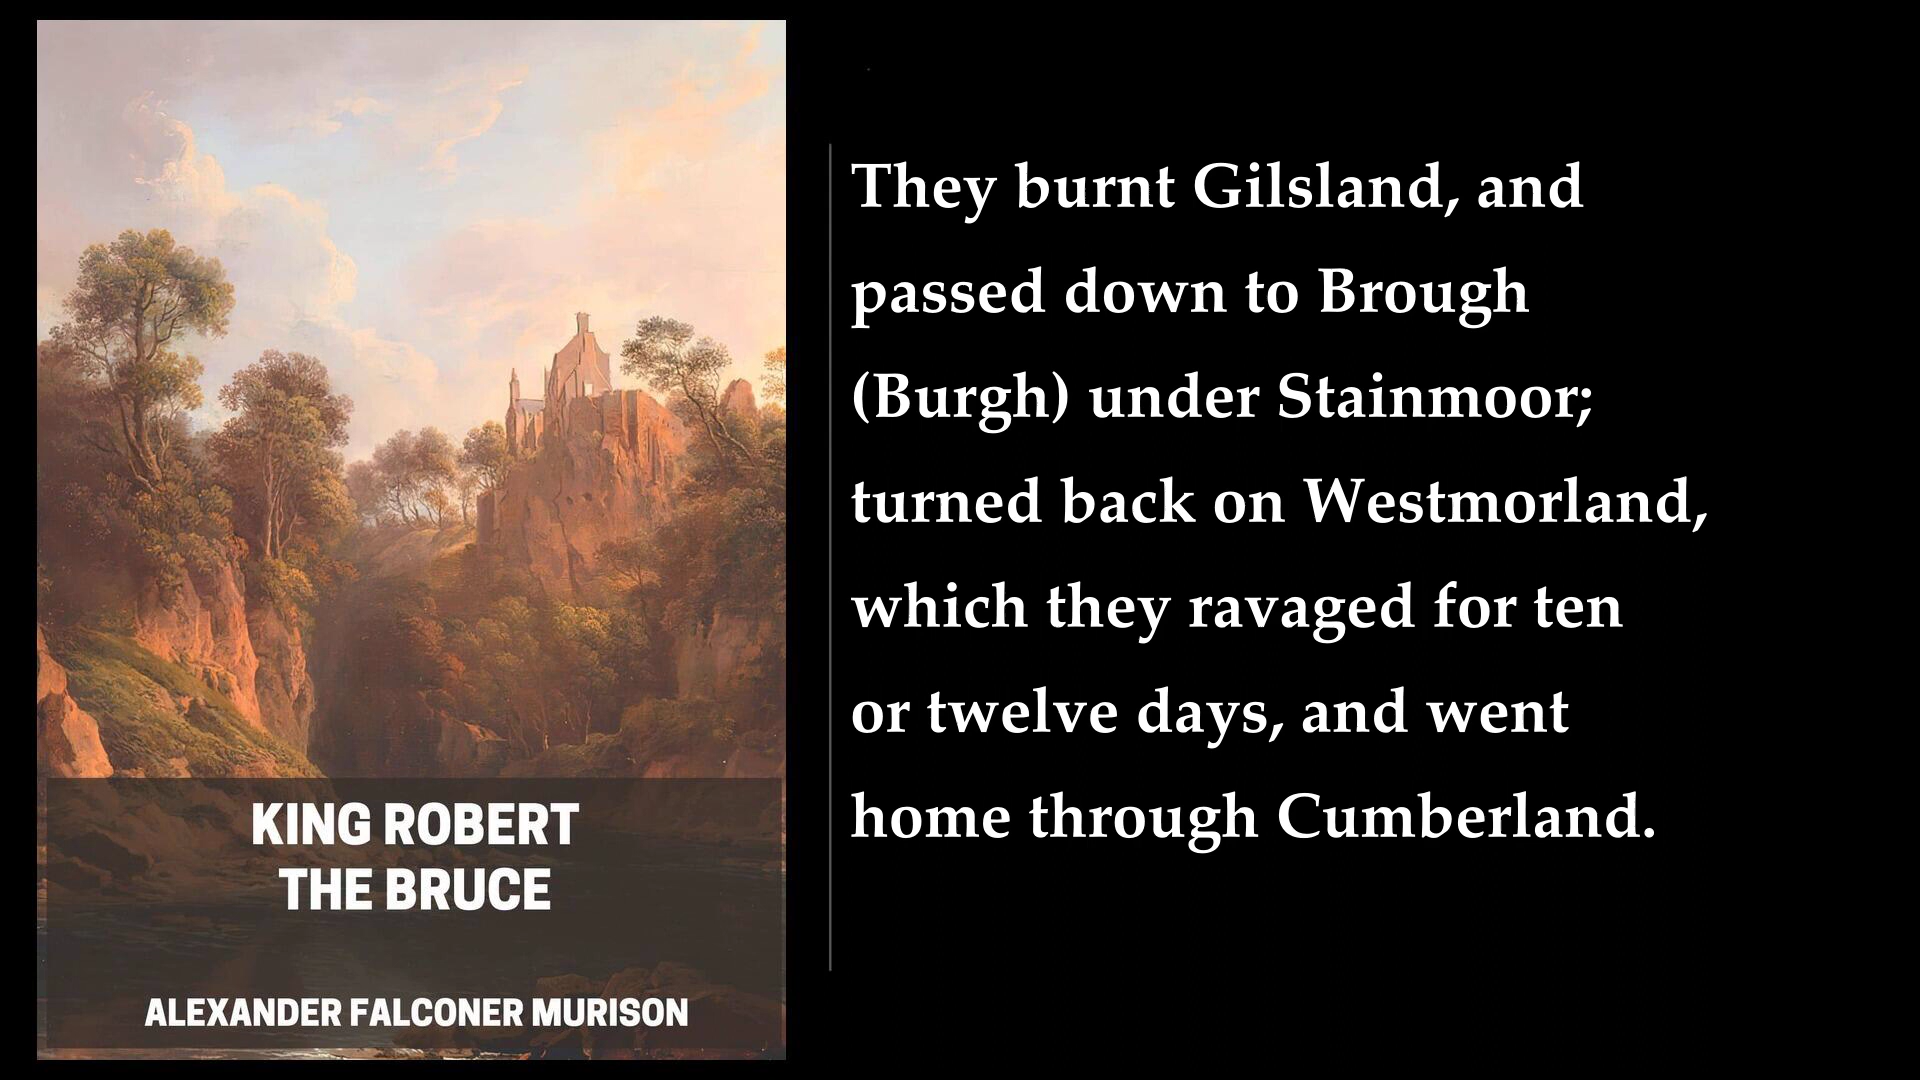 KING ROBERT
THE BRUCE
ALEXANDER FALCONER MURISON
They burnt Gilsland, and
passed down to Brough
(Burgh) under Stainmoor;
turned back on Westmorland,
which they ravaged for ten
or twelve days, and went
home through Cumberland.